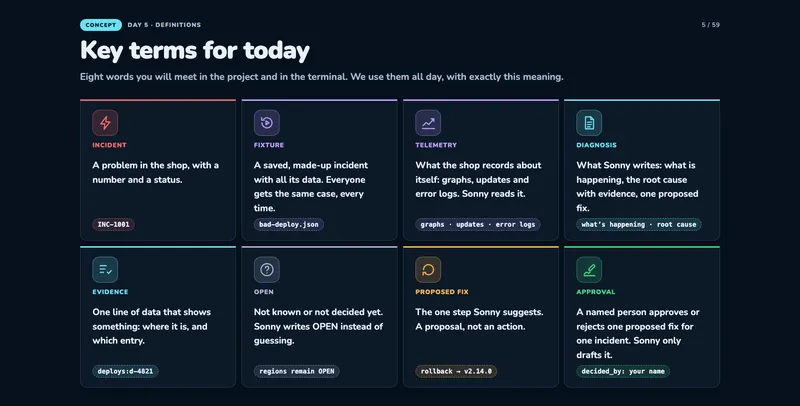 CONCEPT DAY 5 · DEFINITIONS 5 / 59
Key terms for today
Eight words you will meet in the project and in the terminal. We use them all day, with exactly this meaning.
INCIDENT
A problem in the shop, with a
number and a status.
INC-1001
FIXTURE
A saved, made-up incident
with all its data. Everyone
gets the same case, every
time.
bad-deploy.json
TELEMETRY
What the shop records about
itself: graphs, updates and
error logs. Sonny reads it.
graphs · updates · error logs
DIAGNOSIS
What Sonny writes: what is
happening, the root cause
with evidence, one proposed
fix.
what's happening · root cause
EVIDENCE
One line of data that shows
something: where it is, and
which entry.
deploys:d-4821
OPEN
Not known or not decided yet.
Sonny writes OPEN instead of
guessing.
regions remain OPEN
PROPOSED FIX
The one step Sonny suggests.
A proposal, not an action.
rollback → v2.14.0
APPROVAL
A named person approves or
rejects one proposed fix for
one incident. Sonny only
drafts it.
decided_by: your name